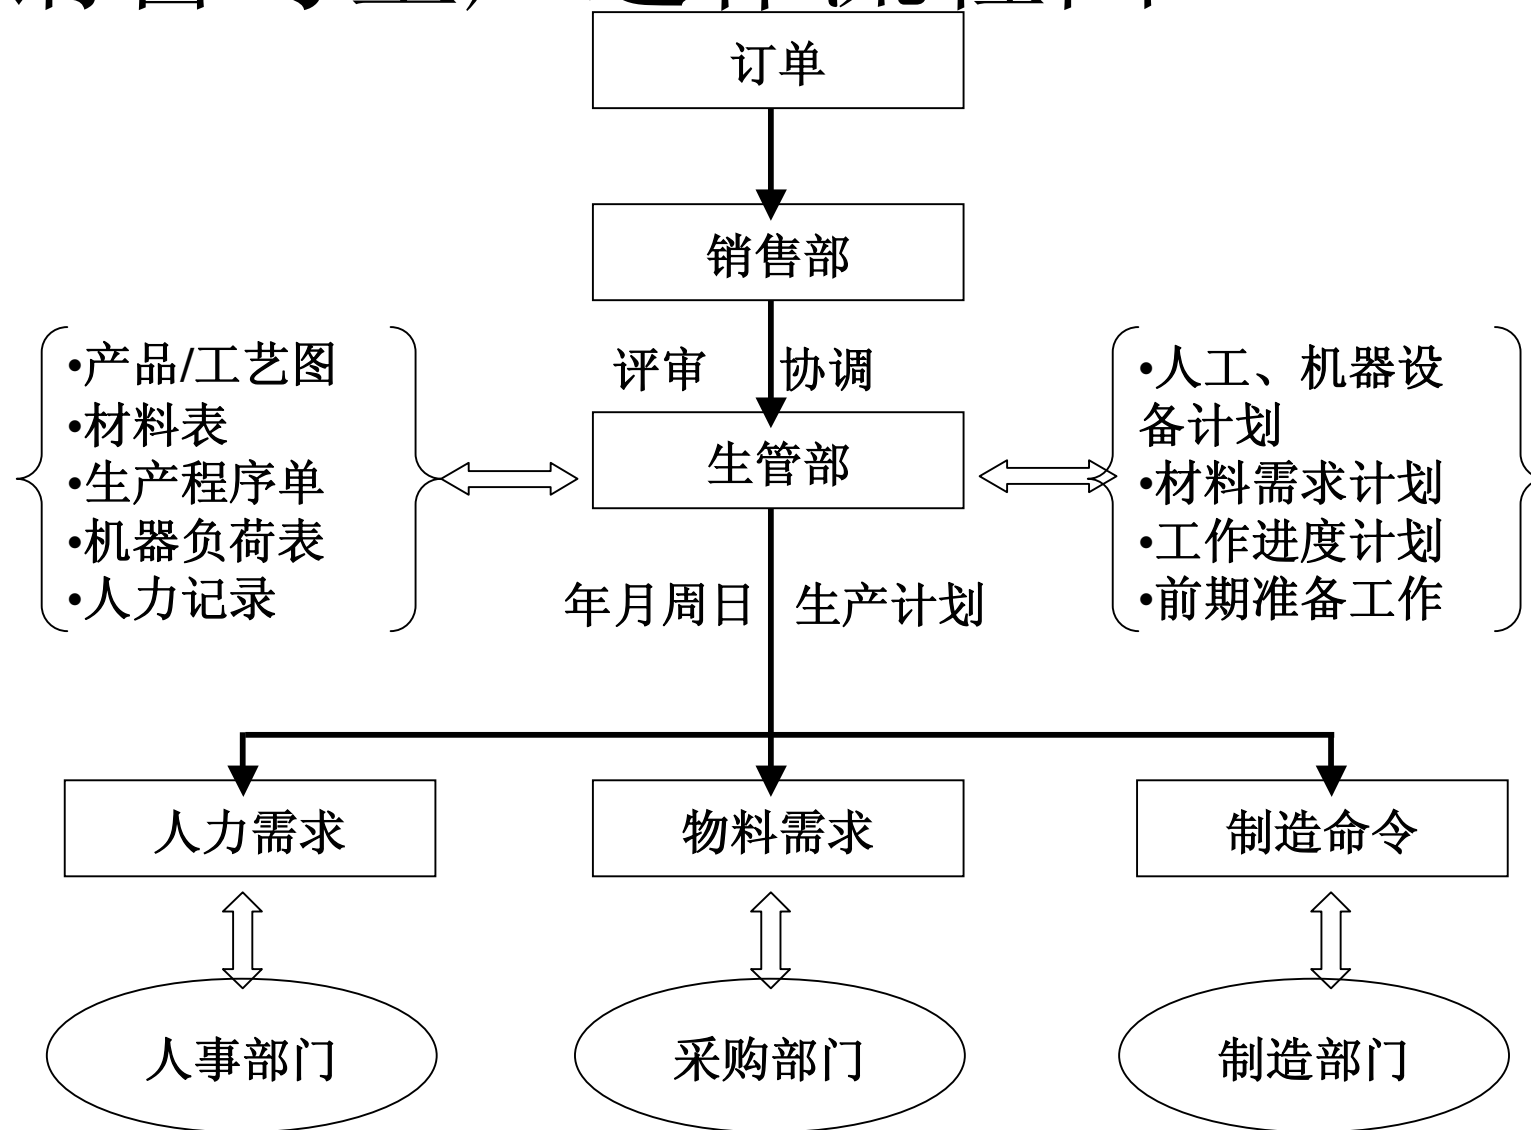 订单
销售部
评审 协调
•产品/工艺图
•材料表
•生产程序单
•机器负荷表
•人力记录
生管部
•人工、机器设
备计划
•材料需求计划
•工作进度计划
•前期准备工作
年月周日 生产计划
人力需求
物料需求
制造命令
人事部门
采购部门
制造部门